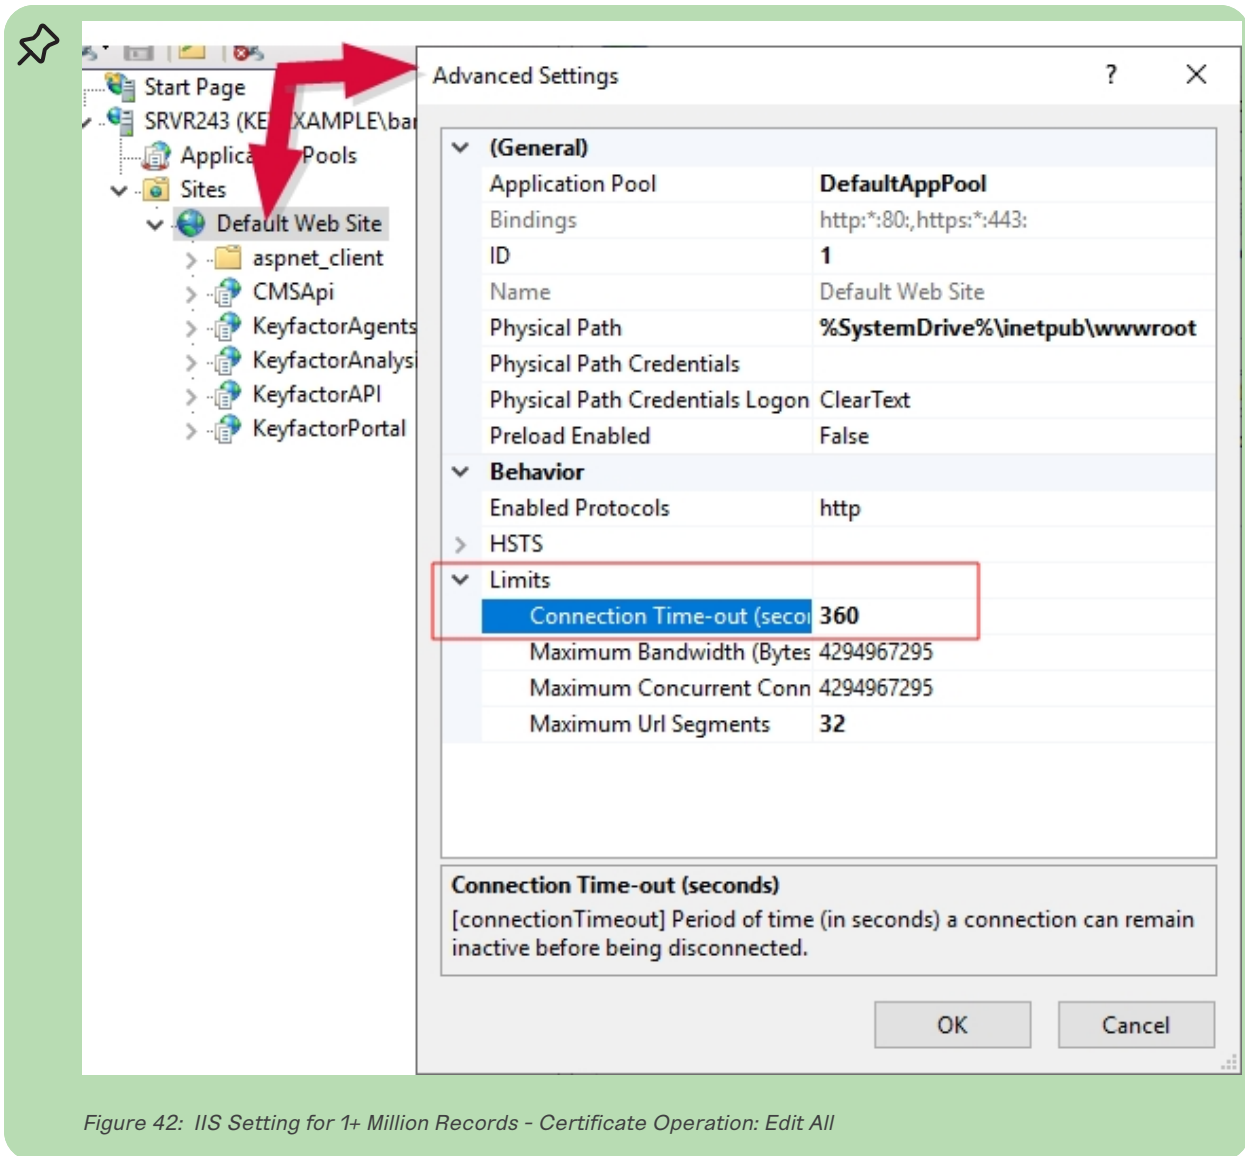 Start Page
SRVR243 (KE XAMPLE\ba
Applica Pools
Sites
Default Web Site
aspnet_client
CMSApi
KeyfactorAgents
KeyfactorAnalysi
KeyfactorAPI
KeyfactorPortal
Advanced Settings ?
(General)
Application Pool DefaultAppPool
Bindings http:*:80:,https:*:443:
ID 1
Name Default Web Site
Physical Path %SystemDrive%\inetpub\wwwroot
Physical Path Credentials
Physical Path Credentials Logon ClearText
Preload Enabled False
Behavior
Enabled Protocols http
HSTS
Limits
Connection Time-out (seco 360
Maximum Bandwidth (Bytes 4294967295
Maximum Concurrent Conn 4294967295
Maximum Url Segments 32
Connection Time-out (seconds)
[connectionTimeout] Period of time (in seconds) a connection can remain
inactive before being disconnected.
OK Cancel
Figure 42: IIS Setting for 1+ Million Records - Certificate Operation: Edit All